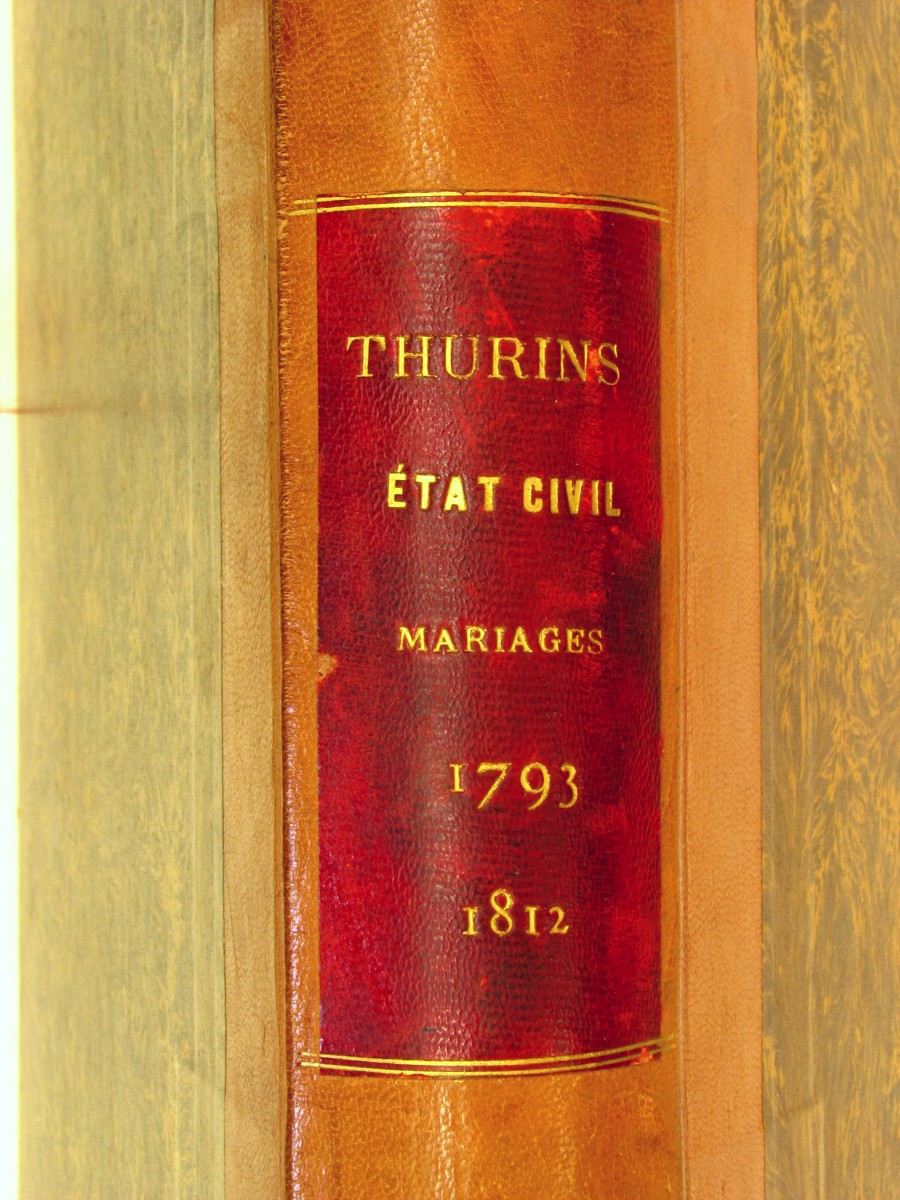 THURINS
ÉTAT CIVIL
MARIAGES
1793
1812